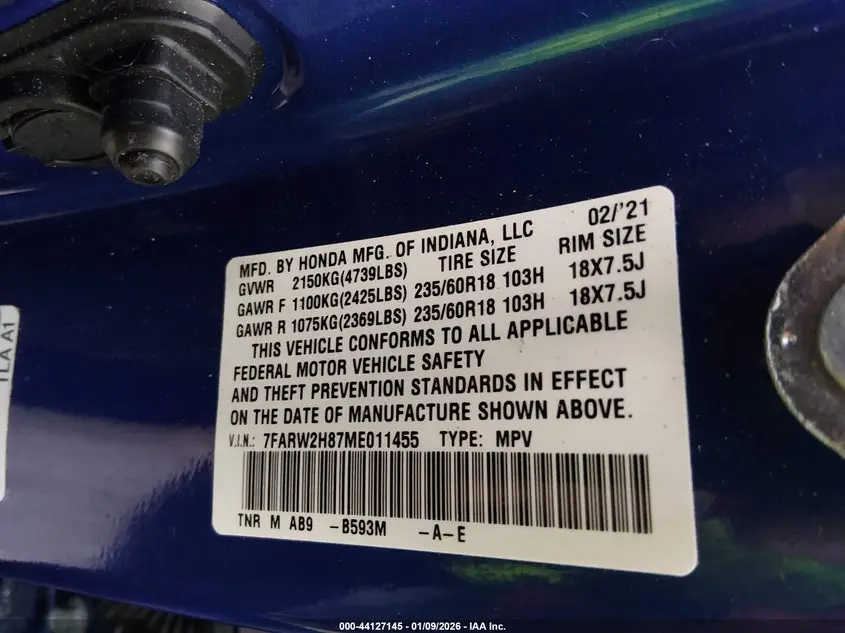 02/'21
MFD. BY HONDA MFG. OF INDIANA, LLC
GVWR 2150KG(4739LBS) TIRE SIZE RIM SIZE
GAWR F 1100KG(2425LBS) 235/60R18 103H 18X7.5J
GAWR R 1075KG(2369LBS) 235/60R18 103H 18X7.5J
THIS VEHICLE CONFORMS TO ALL APPLICABLE
FEDERAL MOTOR VEHICLE SAFETY
AND THEFT PREVENTION STANDARDS IN EFFECT
ON THE DATE OF MANUFACTURE SHOWN ABOVE.
V.I.N.: 7FARW2H87ME011455 TYPE: MPV
TNR M AB9 -B593M -A-E
000-44127145 - 01/09/2026 - IAA Inc.